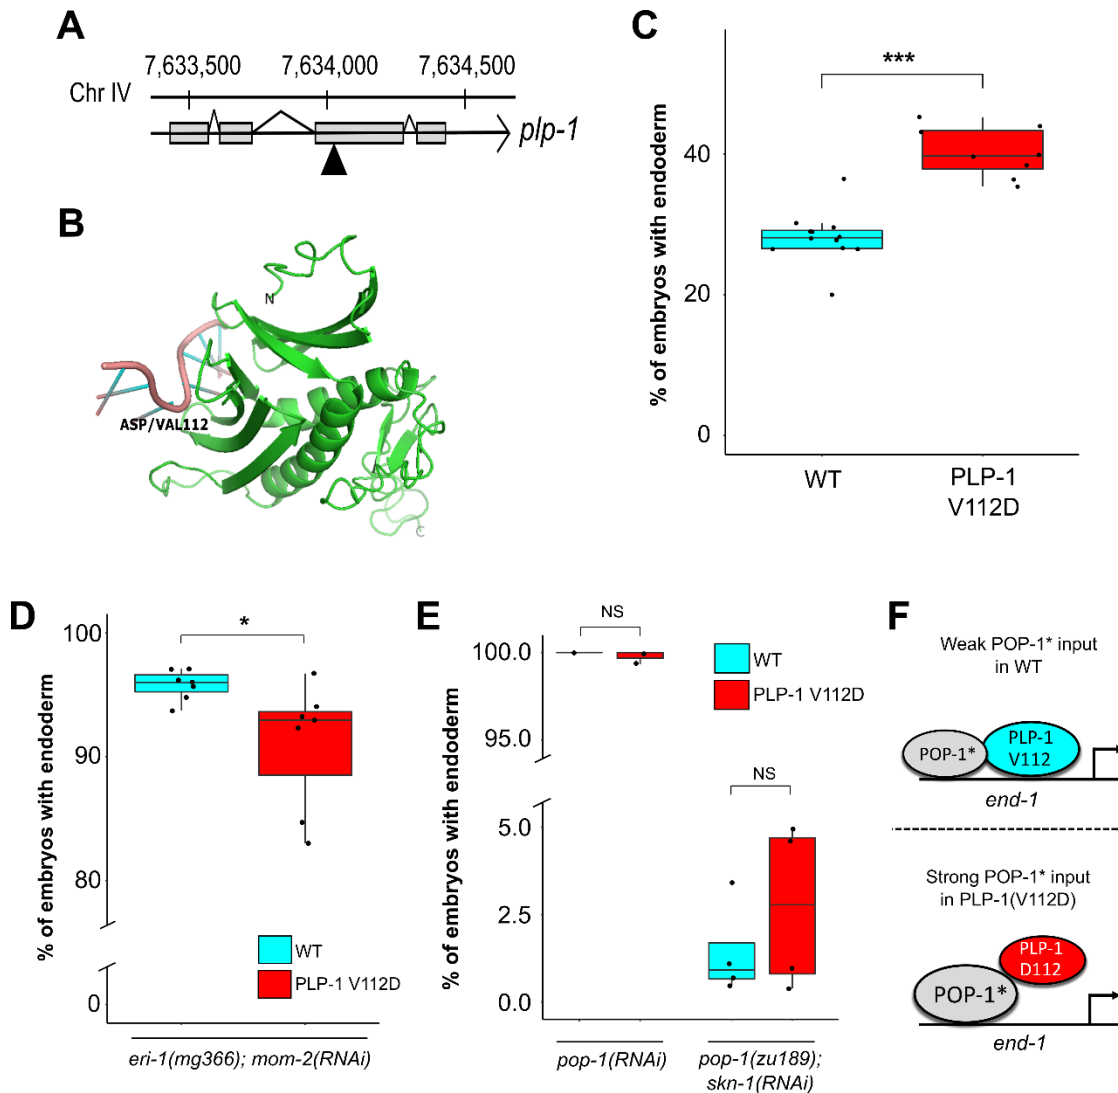 A
7,633,500 7,634,000 7,634,500
Chr IV
plp-1
B
N
ASP/VAL112
C
C
% of embryos with endoderm
40
20
0
***
WT
PLP-1
V112D
D
% of embryos with endoderm
100
90
80
0
*
WT
PLP-1 V112D
eri-1(mg366); mom-2(RNAi)
E
% of embryos with endoderm
100.0
95.0
5.0
2.5
0.0
NS
NS
WT
PLP-1 V112D
pop-1(RNAi)
pop-1(zu189);
skn-1(RNAi)
F
Weak POP-1* input
in WT
POP-1*
PLP-1
V112
end-1
Strong POP-1* input
in PLP-1(V112D)
POP-1*
PLP-1
D112
end-1